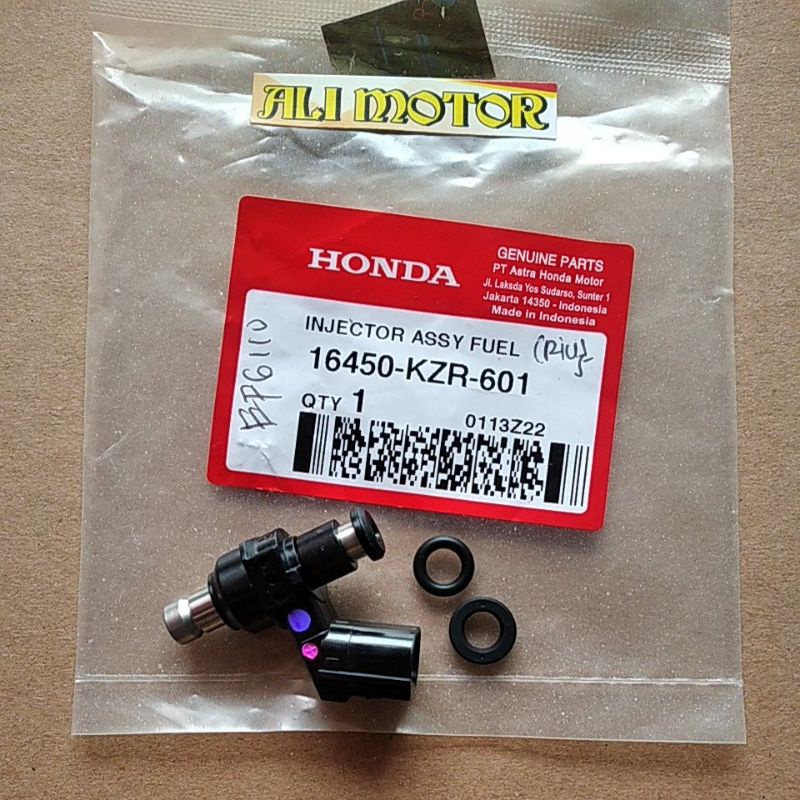 ALI MOTOR
HONDA
GENUINE PARTS
PT Astra Honda Motor
Jl. Laksda Yos Sudarso, Sunter 1
Jakarta 14350 - Indonesia
Made in Indonesia
INJECTOR ASSY FUEL
16450-KZR-601
QTY 1
0113Z22